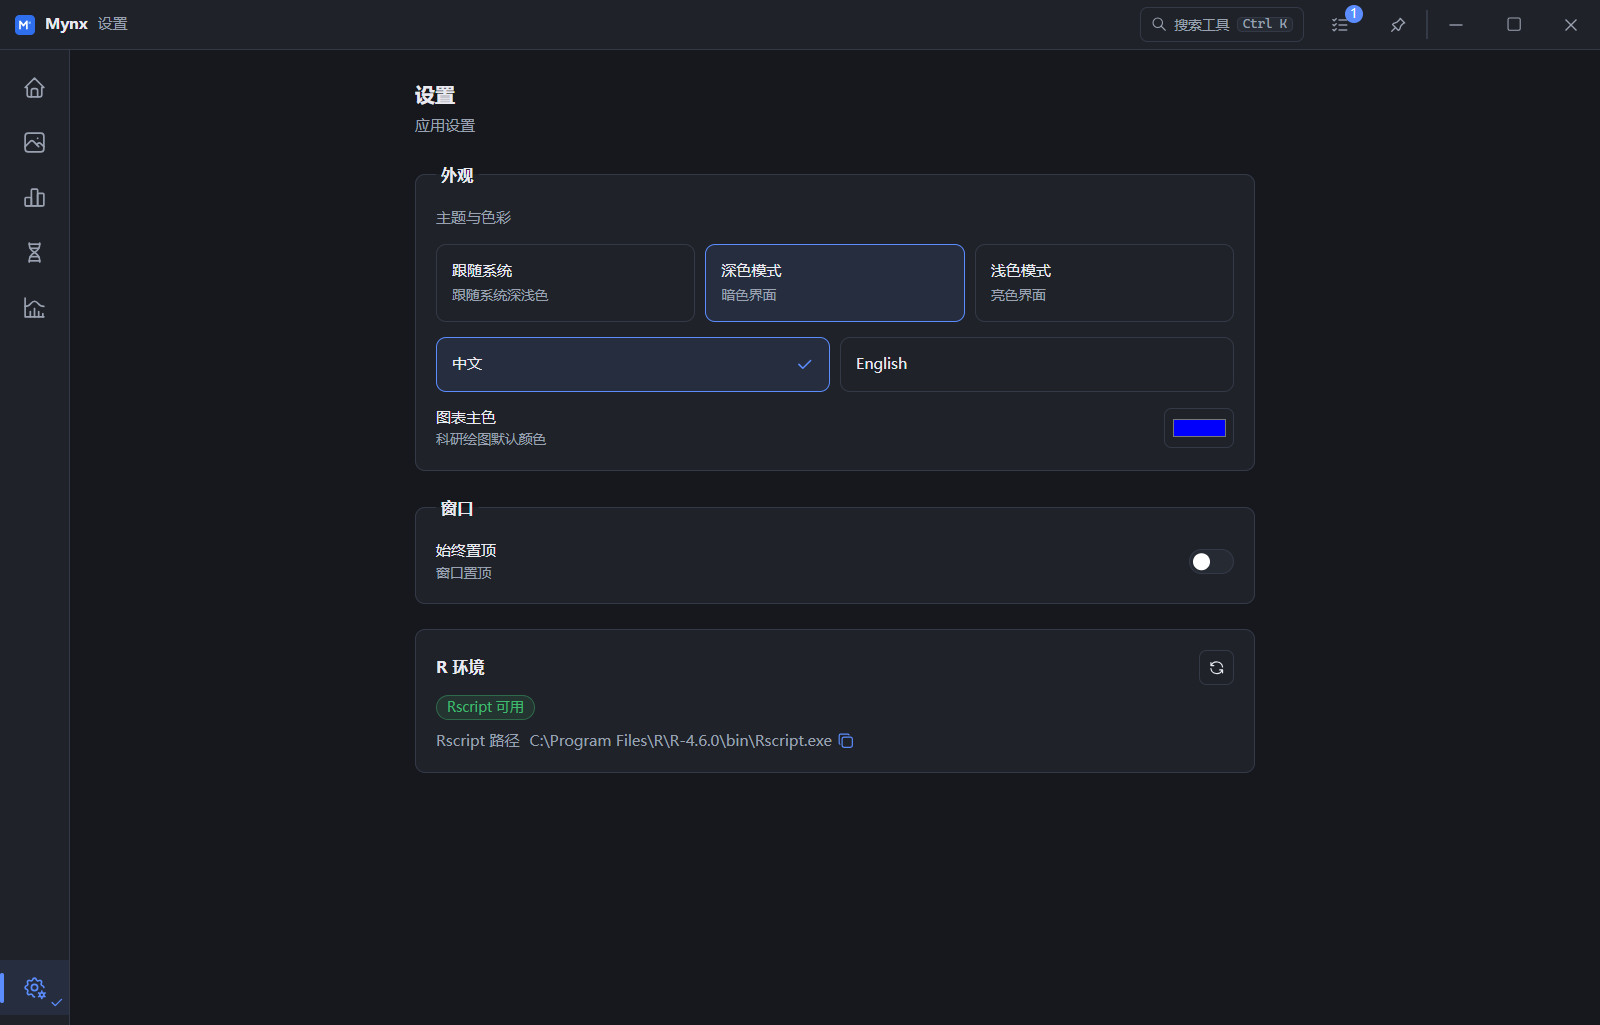 Mynx 设置
搜索工具 Ctrl K
1
设置
应用设置
外观
主题与色彩
跟随系统
跟随系统深浅色
深色模式
暗色界面
浅色模式
亮色界面
中文
English
图表主色
科研绘图默认颜色
窗口
始终置顶
窗口置顶
R 环境
Rscript 可用
Rscript 路径 C:\Program Files\R\R-4.6.0\bin\Rscript.exe